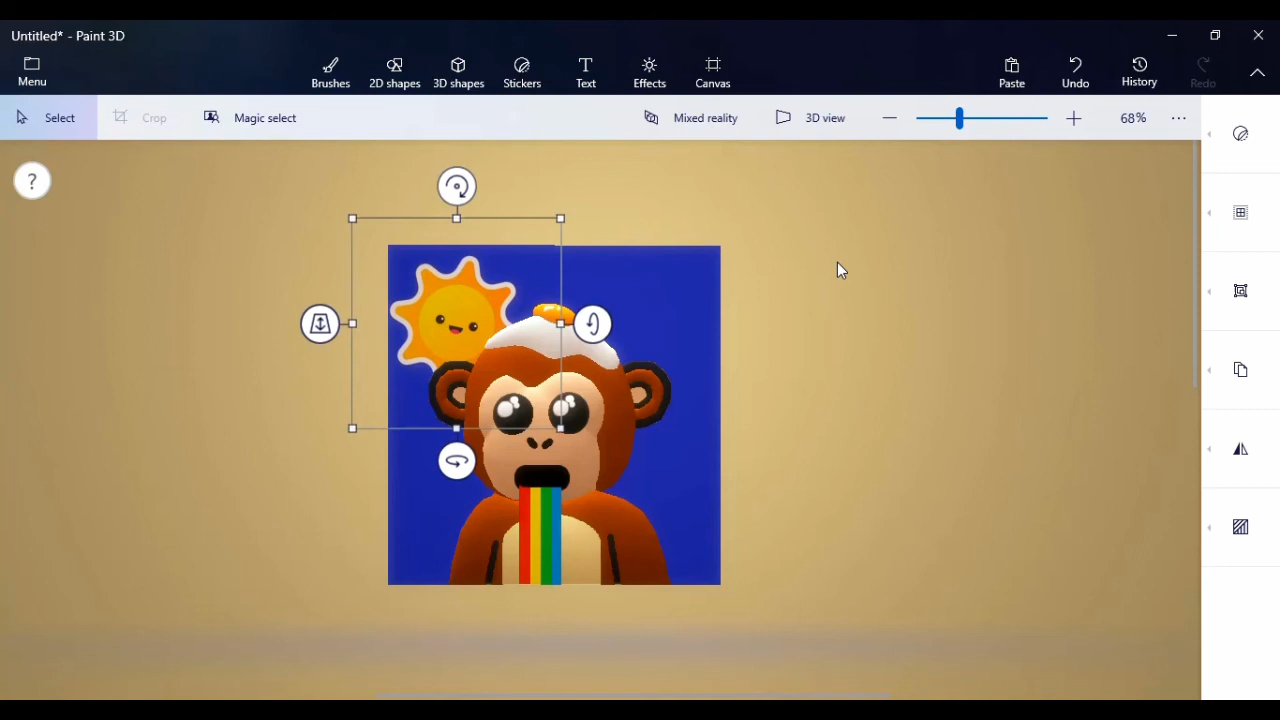 Untitled* - Paint 3D
Menu
Brushes 2D shapes 3D shapes Stickers Text Effects Canvas Paste Undo History Redo
Select Crop Magic select Mixed reality 3D view 68%
?